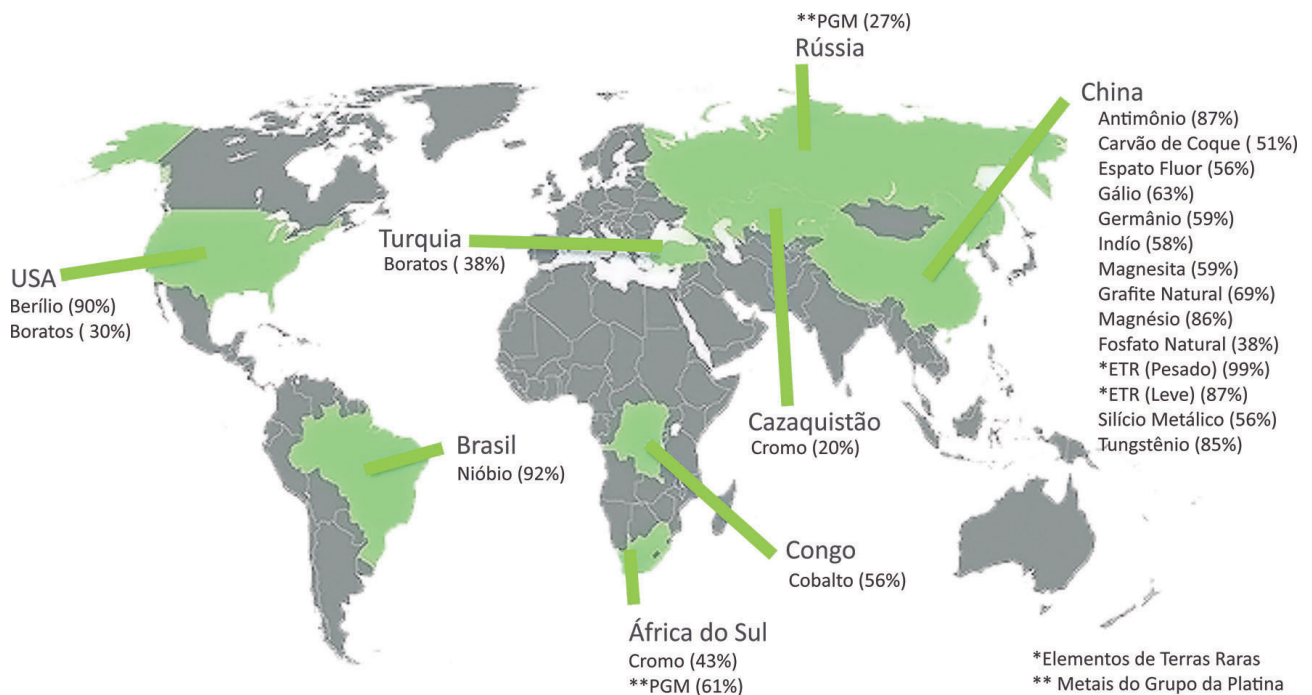 **PGM (27%)
Rússia
China
Antimônio (87%)
Carvão de Coque ( 51%)
Espato Fluor (56%)
Gálio (63%)
Germânio (59%)
Indío (58%)
Magnesita (59%)
Grafite Natural (69%)
Magnésio (86%)
Fosfato Natural (38%)
*ETR (Pesado) (99%)
*ETR (Leve) (87%)
Silício Metálico (56%)
Tungstênio (85%)
Turquia
Boratos ( 38%)
USA
Berílio (90%)
Boratos ( 30%)
Cazaquistão
Cromo (20%)
Brasil
Nióbio (92%)
Congo
Cobalto (56%)
África do Sul
Cromo (43%)
**PGM (61%)
*Elementos de Terras Raras
** Metais do Grupo da Platina